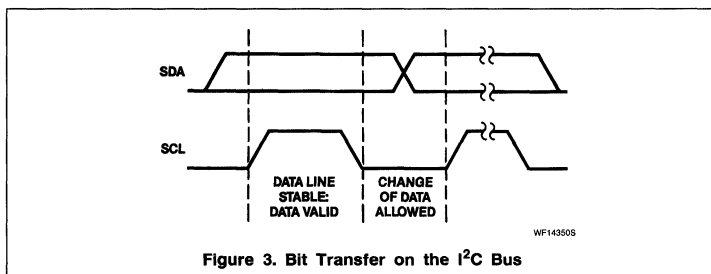 SDA
SCL
DATA LINE
STABLE:
DATA VALID
CHANGE
OF DATA
ALLOWED
WF14350S
Figure 3. Bit Transfer on the I²C Bus